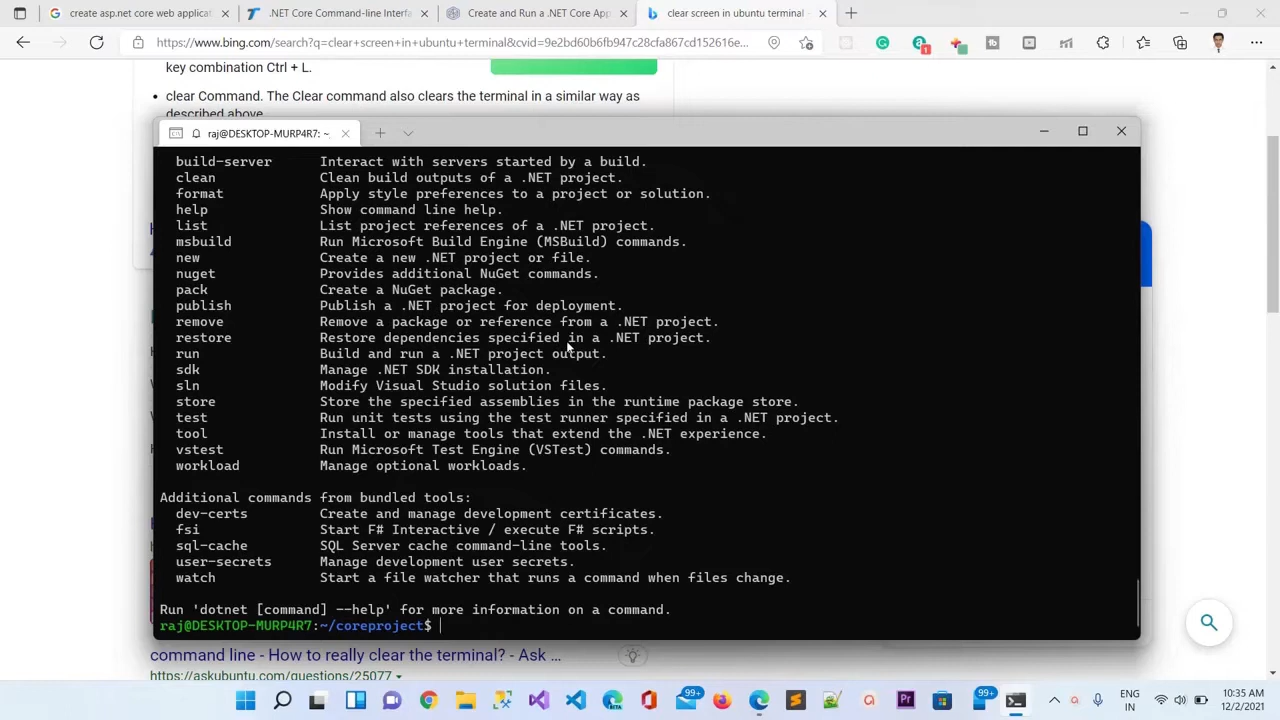 create asp.net core web applicat
.NET Core Command-line Interfa
Create and Run a .NET Core App
clear screen in ubuntu terminal -
https://www.bing.com/search?q=clear+screen+in+ubuntu+terminal&cvid=9e2bd60b6fb947c28cfa867cd152616e...
key combination Ctrl + L.
clear Command. The Clear command also clears the terminal in a similar way as
described above
raj@DESKTOP-MURP4R7: ~
build-server Interact with servers started by a build.
clean Clean build outputs of a .NET project.
format Apply style preferences to a project or solution.
help Show command line help.
list List project references of a .NET project.
msbuild Run Microsoft Build Engine (MSBuild) commands.
new Create a new .NET project or file.
nuget Provides additional NuGet commands.
pack Create a NuGet package.
publish Publish a .NET project for deployment.
remove Remove a package or reference from a .NET project.
restore Restore dependencies specified in a .NET project.
run Build and run a .NET project output.
sdk Manage .NET SDK installation.
sln Modify Visual Studio solution files.
store Store the specified assemblies in the runtime package store.
test Run unit tests using the test runner specified in a .NET project.
tool Install or manage tools that extend the .NET experience.
vstest Run Microsoft Test Engine (VSTest) commands.
workload Manage optional workloads.
Additional commands from bundled tools:
dev-certs Create and manage development certificates.
fsi Start F# Interactive / execute F# scripts.
sql-cache SQL Server cache command-line tools.
user-secrets Manage development user secrets.
watch Start a file watcher that runs a command when files change.
Run 'dotnet [command] --help' for more information on a command.
raj@DESKTOP-MURP4R7:~/coreproject$
command line - How to really clear the terminal? - Ask ...
https://askubuntu.com/questions/25077
99+
99+
ENG
IN
10:35 AM
12/2/2021